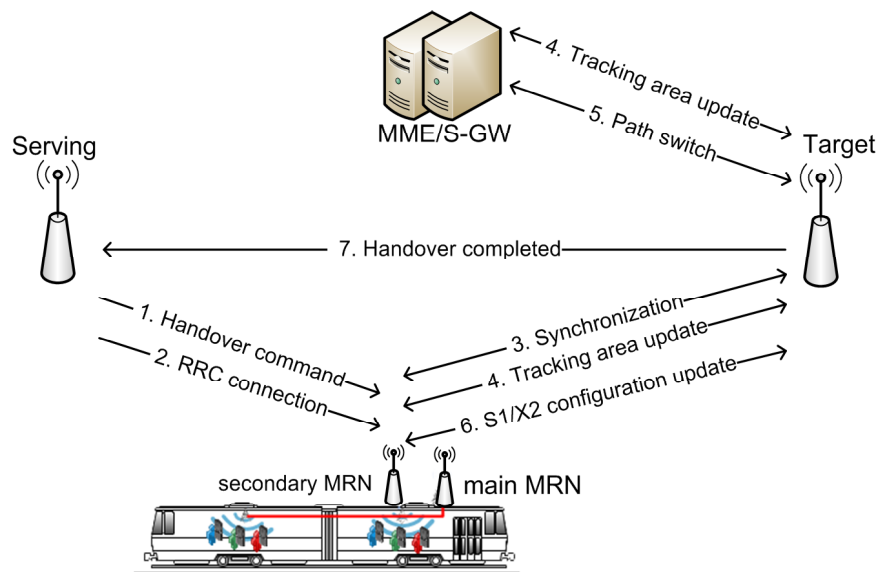 4. Tracking area update
5. Path switch
MME/S-GW
Serving
Target
7. Handover completed
1. Handover command
2. RRC connection
3. Synchronization
4. Tracking area update
6. S1/X2 configuration update
secondary MRN
main MRN